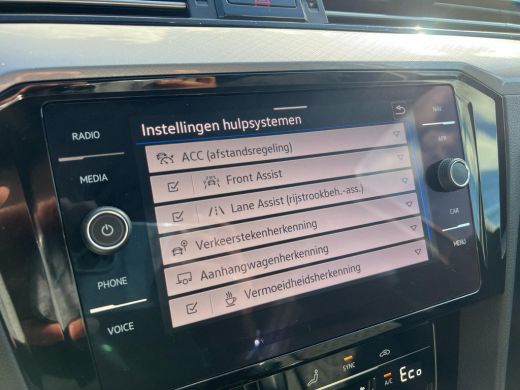 RADIO
MEDIA
PHONE
VOICE
Instellingen hulpsystemen
ACC (afstandsregeling)
Front Assist
Lane Assist (rijstrookbeh.-ass.)
Verkeerstekenherkenning
Aanhangwagenherkenning
Vermoeidheidsherkenning
NAV
CAR
MENU
SYNC
A/C
Eco